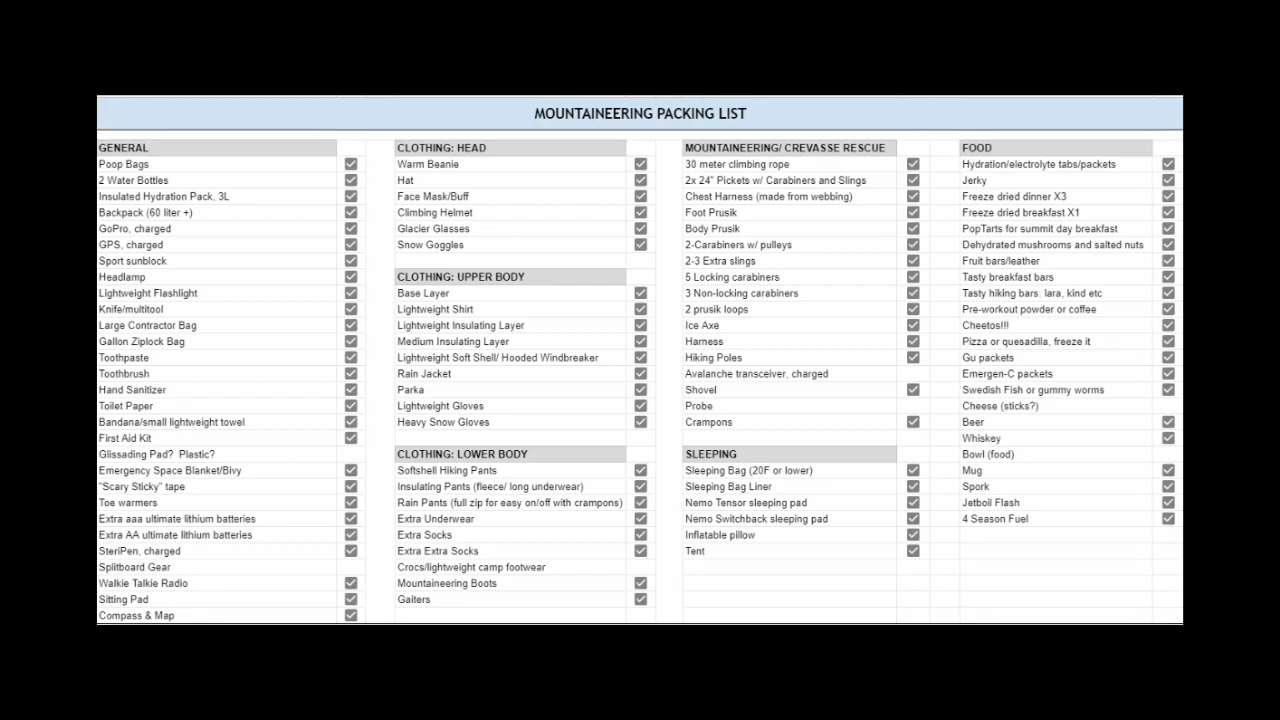 MOUNTAINEERING PACKING LIST
GENERAL
Poop Bags
2 Water Bottles
Insulated Hydration Pack, 3L
Backpack (60 liter +)
GoPro, charged
GPS, charged
Sport sunblock
Headlamp
Lightweight Flashlight
Knife/multitool
Large Contractor Bag
Gallon Ziplock Bag
Toothpaste
Toothbrush
Hand Sanitizer
Toilet Paper
Bandana/small lightweight towel
First Aid Kit
Glissading Pad? Plastic?
Emergency Space Blanket/Bivy
"Scary Sticky" tape
Toe warmers
Extra aaa ultimate lithium batteries
Extra AA ultimate lithium batteries
SteriPen, charged
Splitboard Gear
Walkie Talkie Radio
Sitting Pad
Compass & Map
CLOTHING: HEAD
Warm Beanie
Hat
Face Mask/Buff
Climbing Helmet
Glacier Glasses
Snow Goggles
CLOTHING: UPPER BODY
Base Layer
Lightweight Shirt
Lightweight Insulating Layer
Medium Insulating Layer
Lightweight Soft Shell/ Hooded Windbreaker
Rain Jacket
Parka
Lightweight Gloves
Heavy Snow Gloves
CLOTHING: LOWER BODY
Softshell Hiking Pants
Insulating Pants (fleece/ long underwear)
Rain Pants (full zip for easy on/off with crampons)
Extra Underwear
Extra Socks
Extra Extra Socks
Crocs/lightweight camp footwear
Mountaineering Boots
Gaiters
MOUNTAINEERING/ CREVASSE RESCUE
30 meter climbing rope
2x 24" Pickets w/ Carabiners and Slings
Chest Harness (made from webbing)
Foot Prusik
Body Prusik
2-Carabiners w/ pulleys
2-3 Extra slings
5 Locking carabiners
3 Non-locking carabiners
2 prusik loops
Ice Axe
Harness
Hiking Poles
Avalanche transceiver, charged
Shovel
Probe
Crampons
SLEEPING
Sleeping Bag (20F or lower)
Sleeping Bag Liner
Nemo Tensor sleeping pad
Nemo Switchback sleeping pad
Inflatable pillow
Tent
FOOD
Hydration/electrolyte tabs/packets
Jerky
Freeze dried dinner X3
Freeze dried breakfast X1
PopTarts for summit day breakfast
Dehydrated mushrooms and salted nuts
Fruit bars/leather
Tasty breakfast bars
Tasty hiking bars: lara, kind etc
Pre-workout powder or coffee
Cheetos!!!
Pizza or quesadilla, freeze it
Gu packets
Emergen-C packets
Swedish Fish or gummy worms
Cheese (sticks?)
Beer
Whiskey
Bowl (food)
Mug
Spork
Jetboil Flash
4 Season Fuel